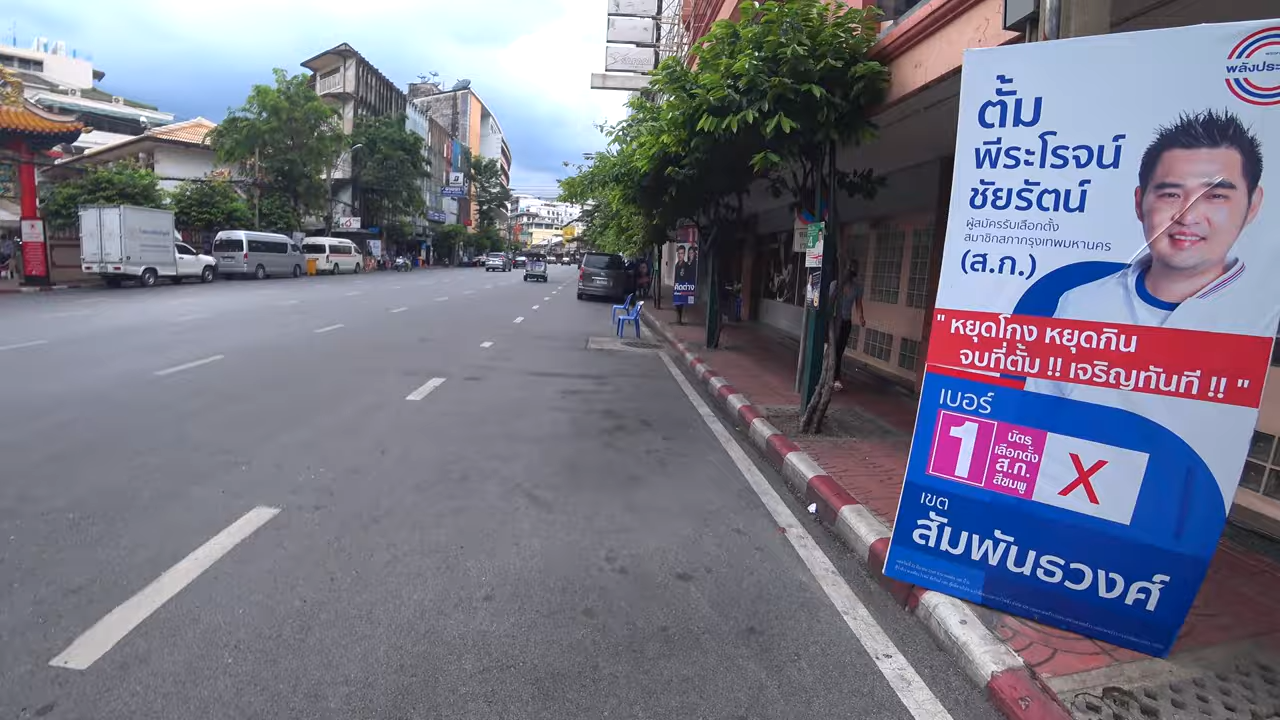 พลังประ
ตั้ม
พีระโรจน์
ชัยรัตน์
ผู้สมัครรับเลือกตั้ง
สมาชิกสภากรุงเทพมหานคร
(ส.ก.)
" หยุดโกง หยุดกิน
จบที่ตั้ม !! เจริญทันที !! "
เบอร์
1
บัตร
เลือกตั้ง
ส.ก.
สีชมพู
X
เขต
สัมพันธวงศ์
คิดต่าง